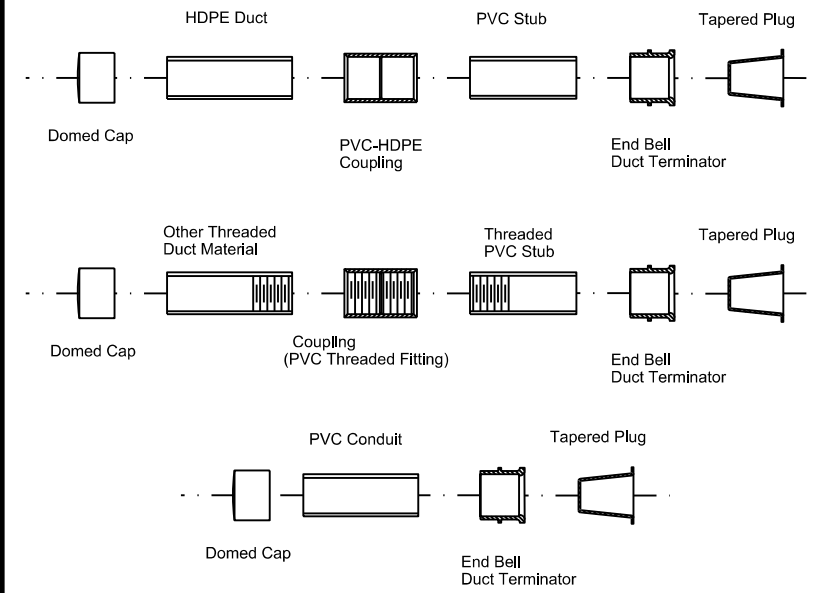 HDPE Duct
PVC Stub
Tapered Plug
Domed Cap
PVC-HDPE
Coupling
End Bell
Duct Terminator
Other Threaded
Duct Material
Threaded
PVC Stub
Tapered Plug
Domed Cap
Coupling
(PVC Threaded Fitting)
End Bell
Duct Terminator
PVC Conduit
Tapered Plug
Domed Cap
End Bell
Duct Terminator